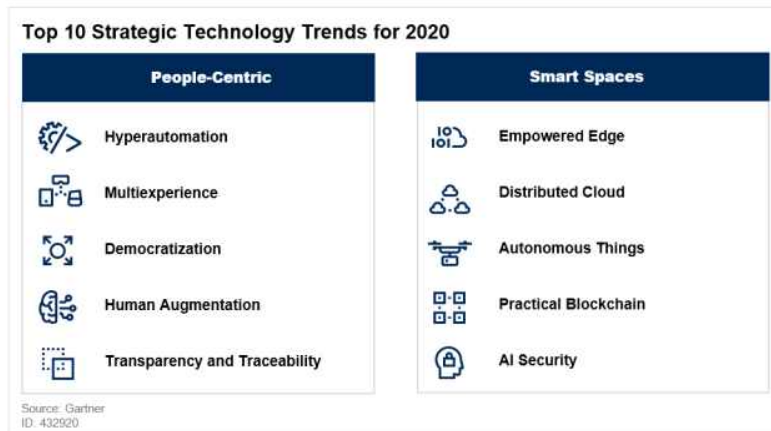 Top 10 Strategic Technology Trends for 2020
People-Centric
Hyperautomation
Multiexperience
Democratization
Human Augmentation
Transparency and Traceability
Smart Spaces
Empowered Edge
Distributed Cloud
Autonomous Things
Practical Blockchain
AI Security
Source: Gartner
ID: 432920